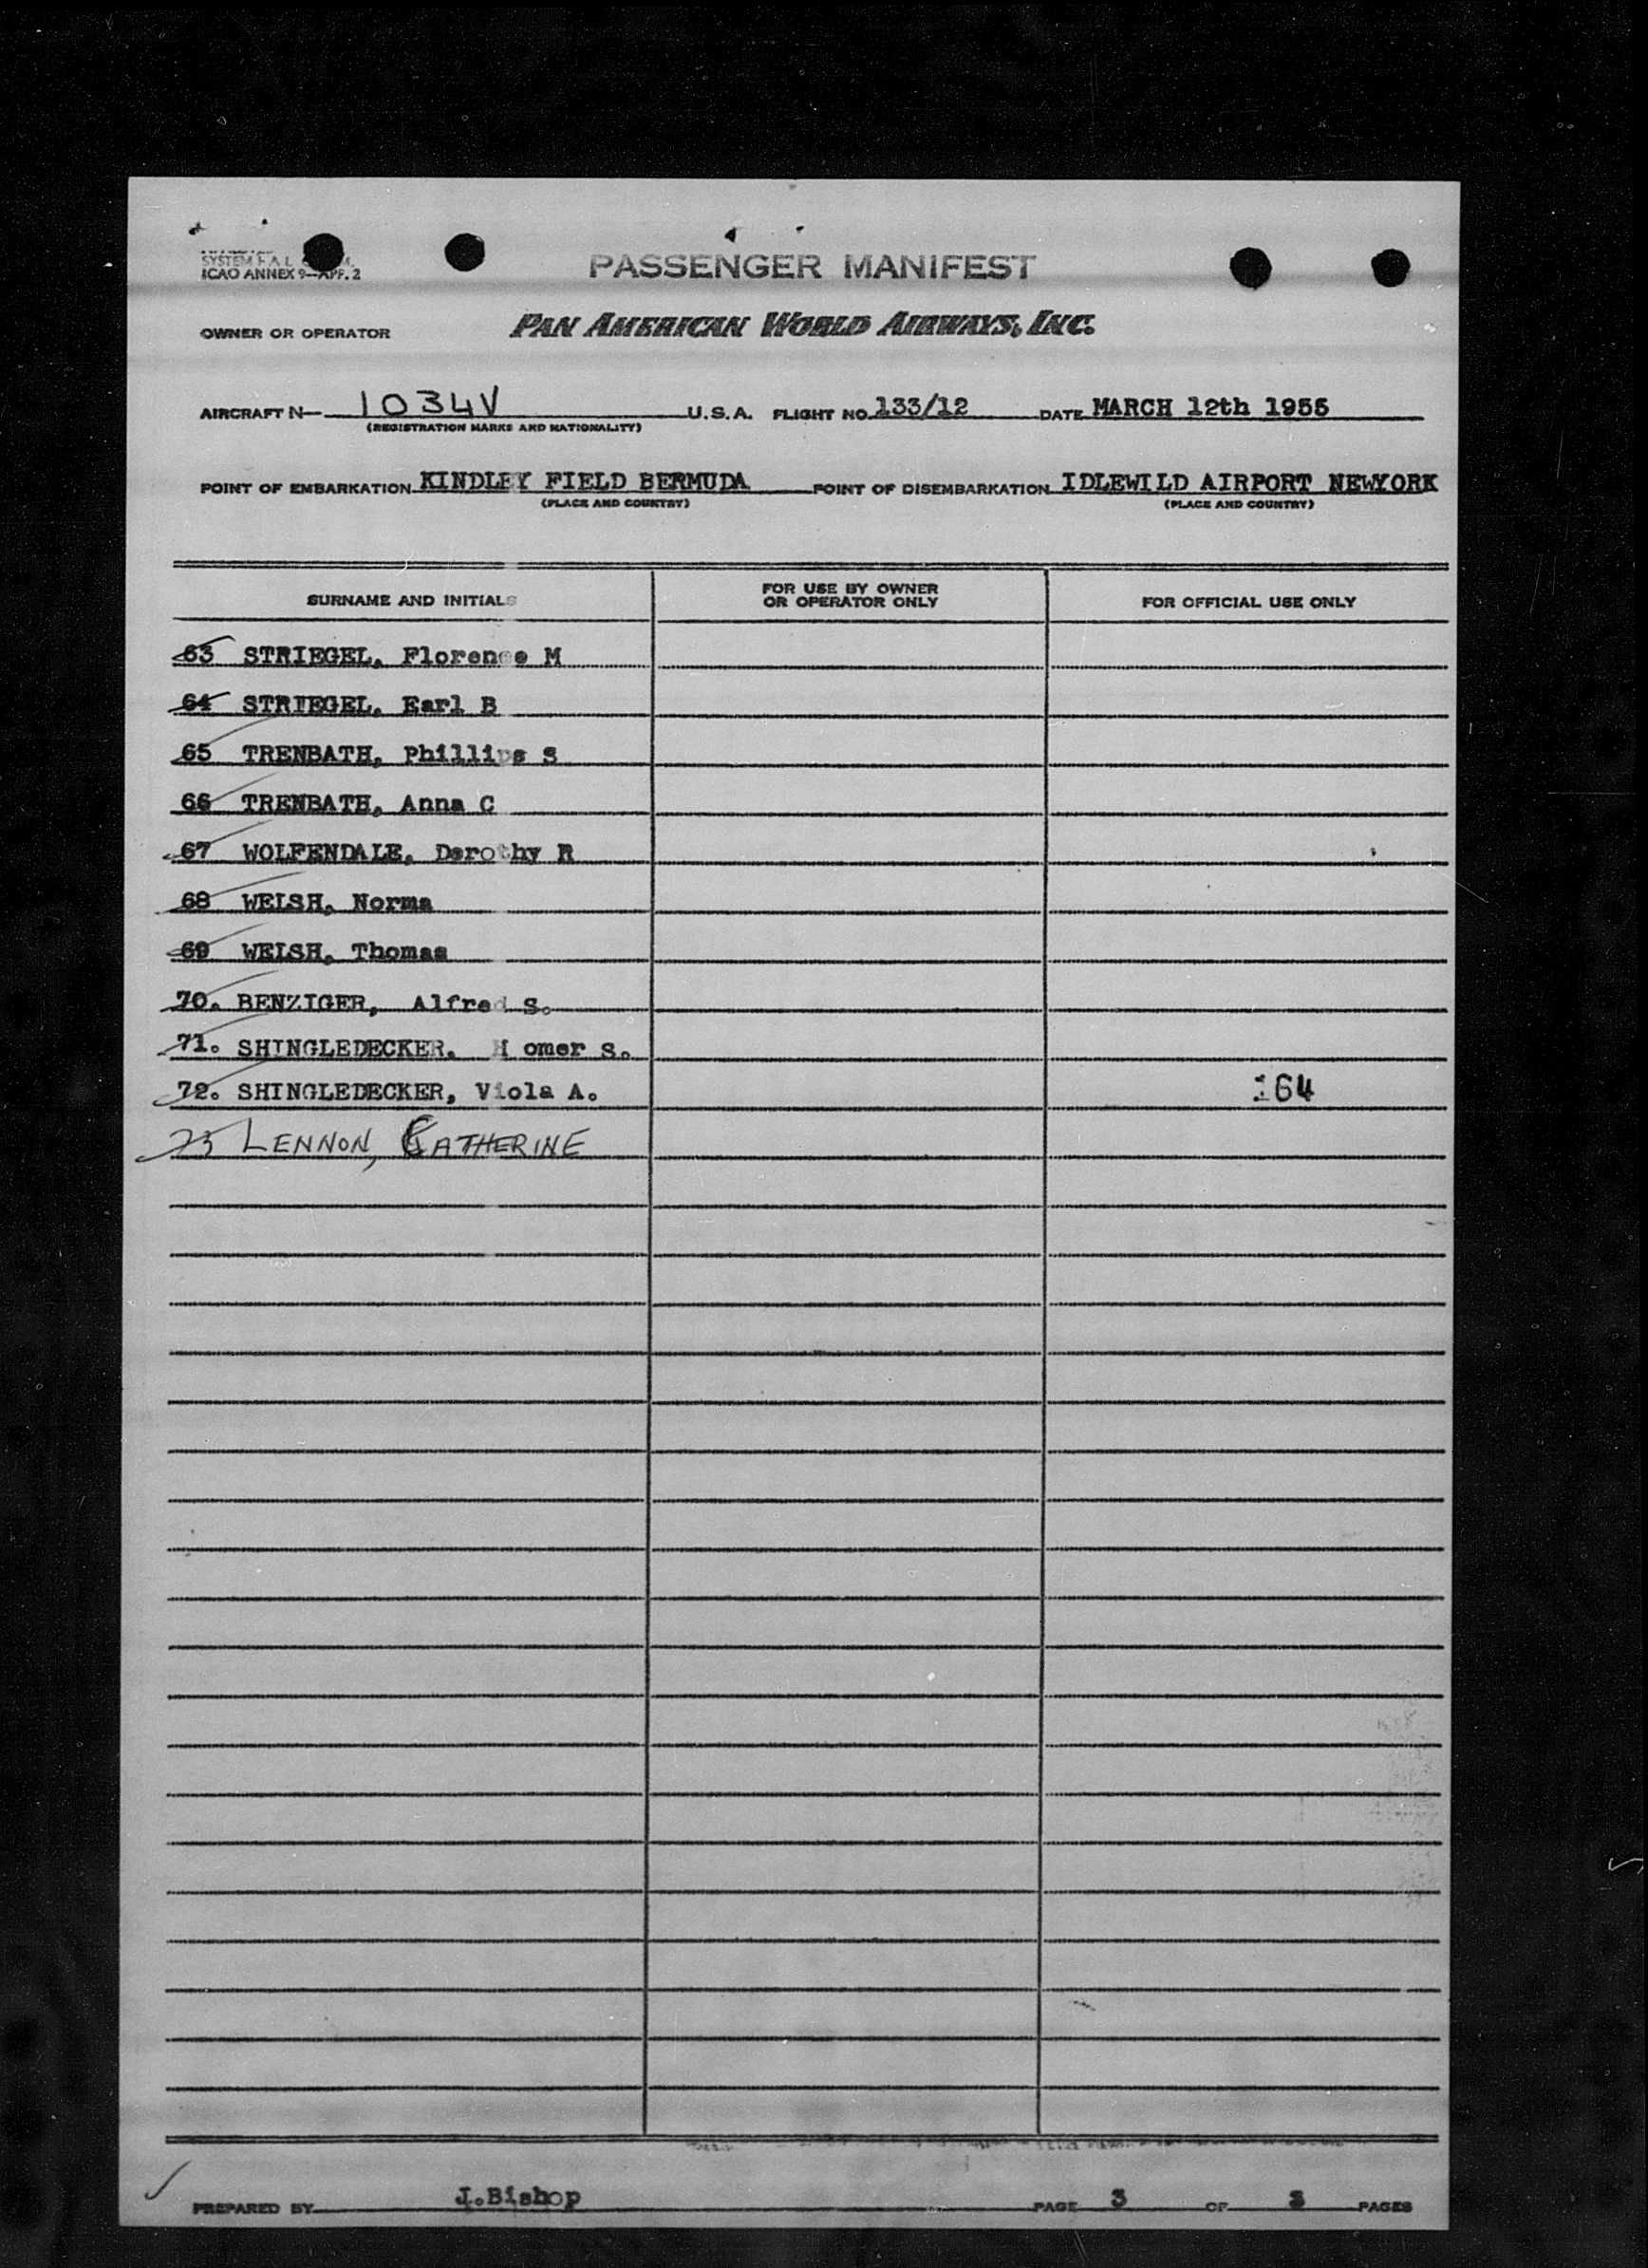 SYSTEM F.A.L.
ICAO ANNEX 9—APP. 2
PASSENGER MANIFEST
OWNER OR OPERATOR PAN AMERICAN WORLD AIRWAYS, INC.
AIRCRAFT N— 1034V U.S.A. FLIGHT NO. 133/12 DATE MARCH 12th 1955
(REGISTRATION MARKS AND NATIONALITY)
POINT OF EMBARKATION KINDLEY FIELD BERMUDA POINT OF DISEMBARKATION IDLEWILD AIRPORT NEWYORK
(PLACE AND COUNTRY) (PLACE AND COUNTRY)
SURNAME AND INITIALS FOR USE BY OWNER OR OPERATOR ONLY FOR OFFICIAL USE ONLY
63 STRIEGEL, Florence M
64 STRIEGEL, Earl B
65 TRENBATH, Phillips S
66 TRENBATH, Anna C
67 WOLFENDALE, Dorothy R
68 WELSH, Norma
69 WELSH, Thomas
70. BENZIGER, Alfred S.
71. SHINGLEDECKER, H omer S.
72. SHINGLEDECKER, Viola A. 164
73 LENNON, CATHERINE
PREPARED BY J.Bishop PAGE 3 OF 3 PAGES